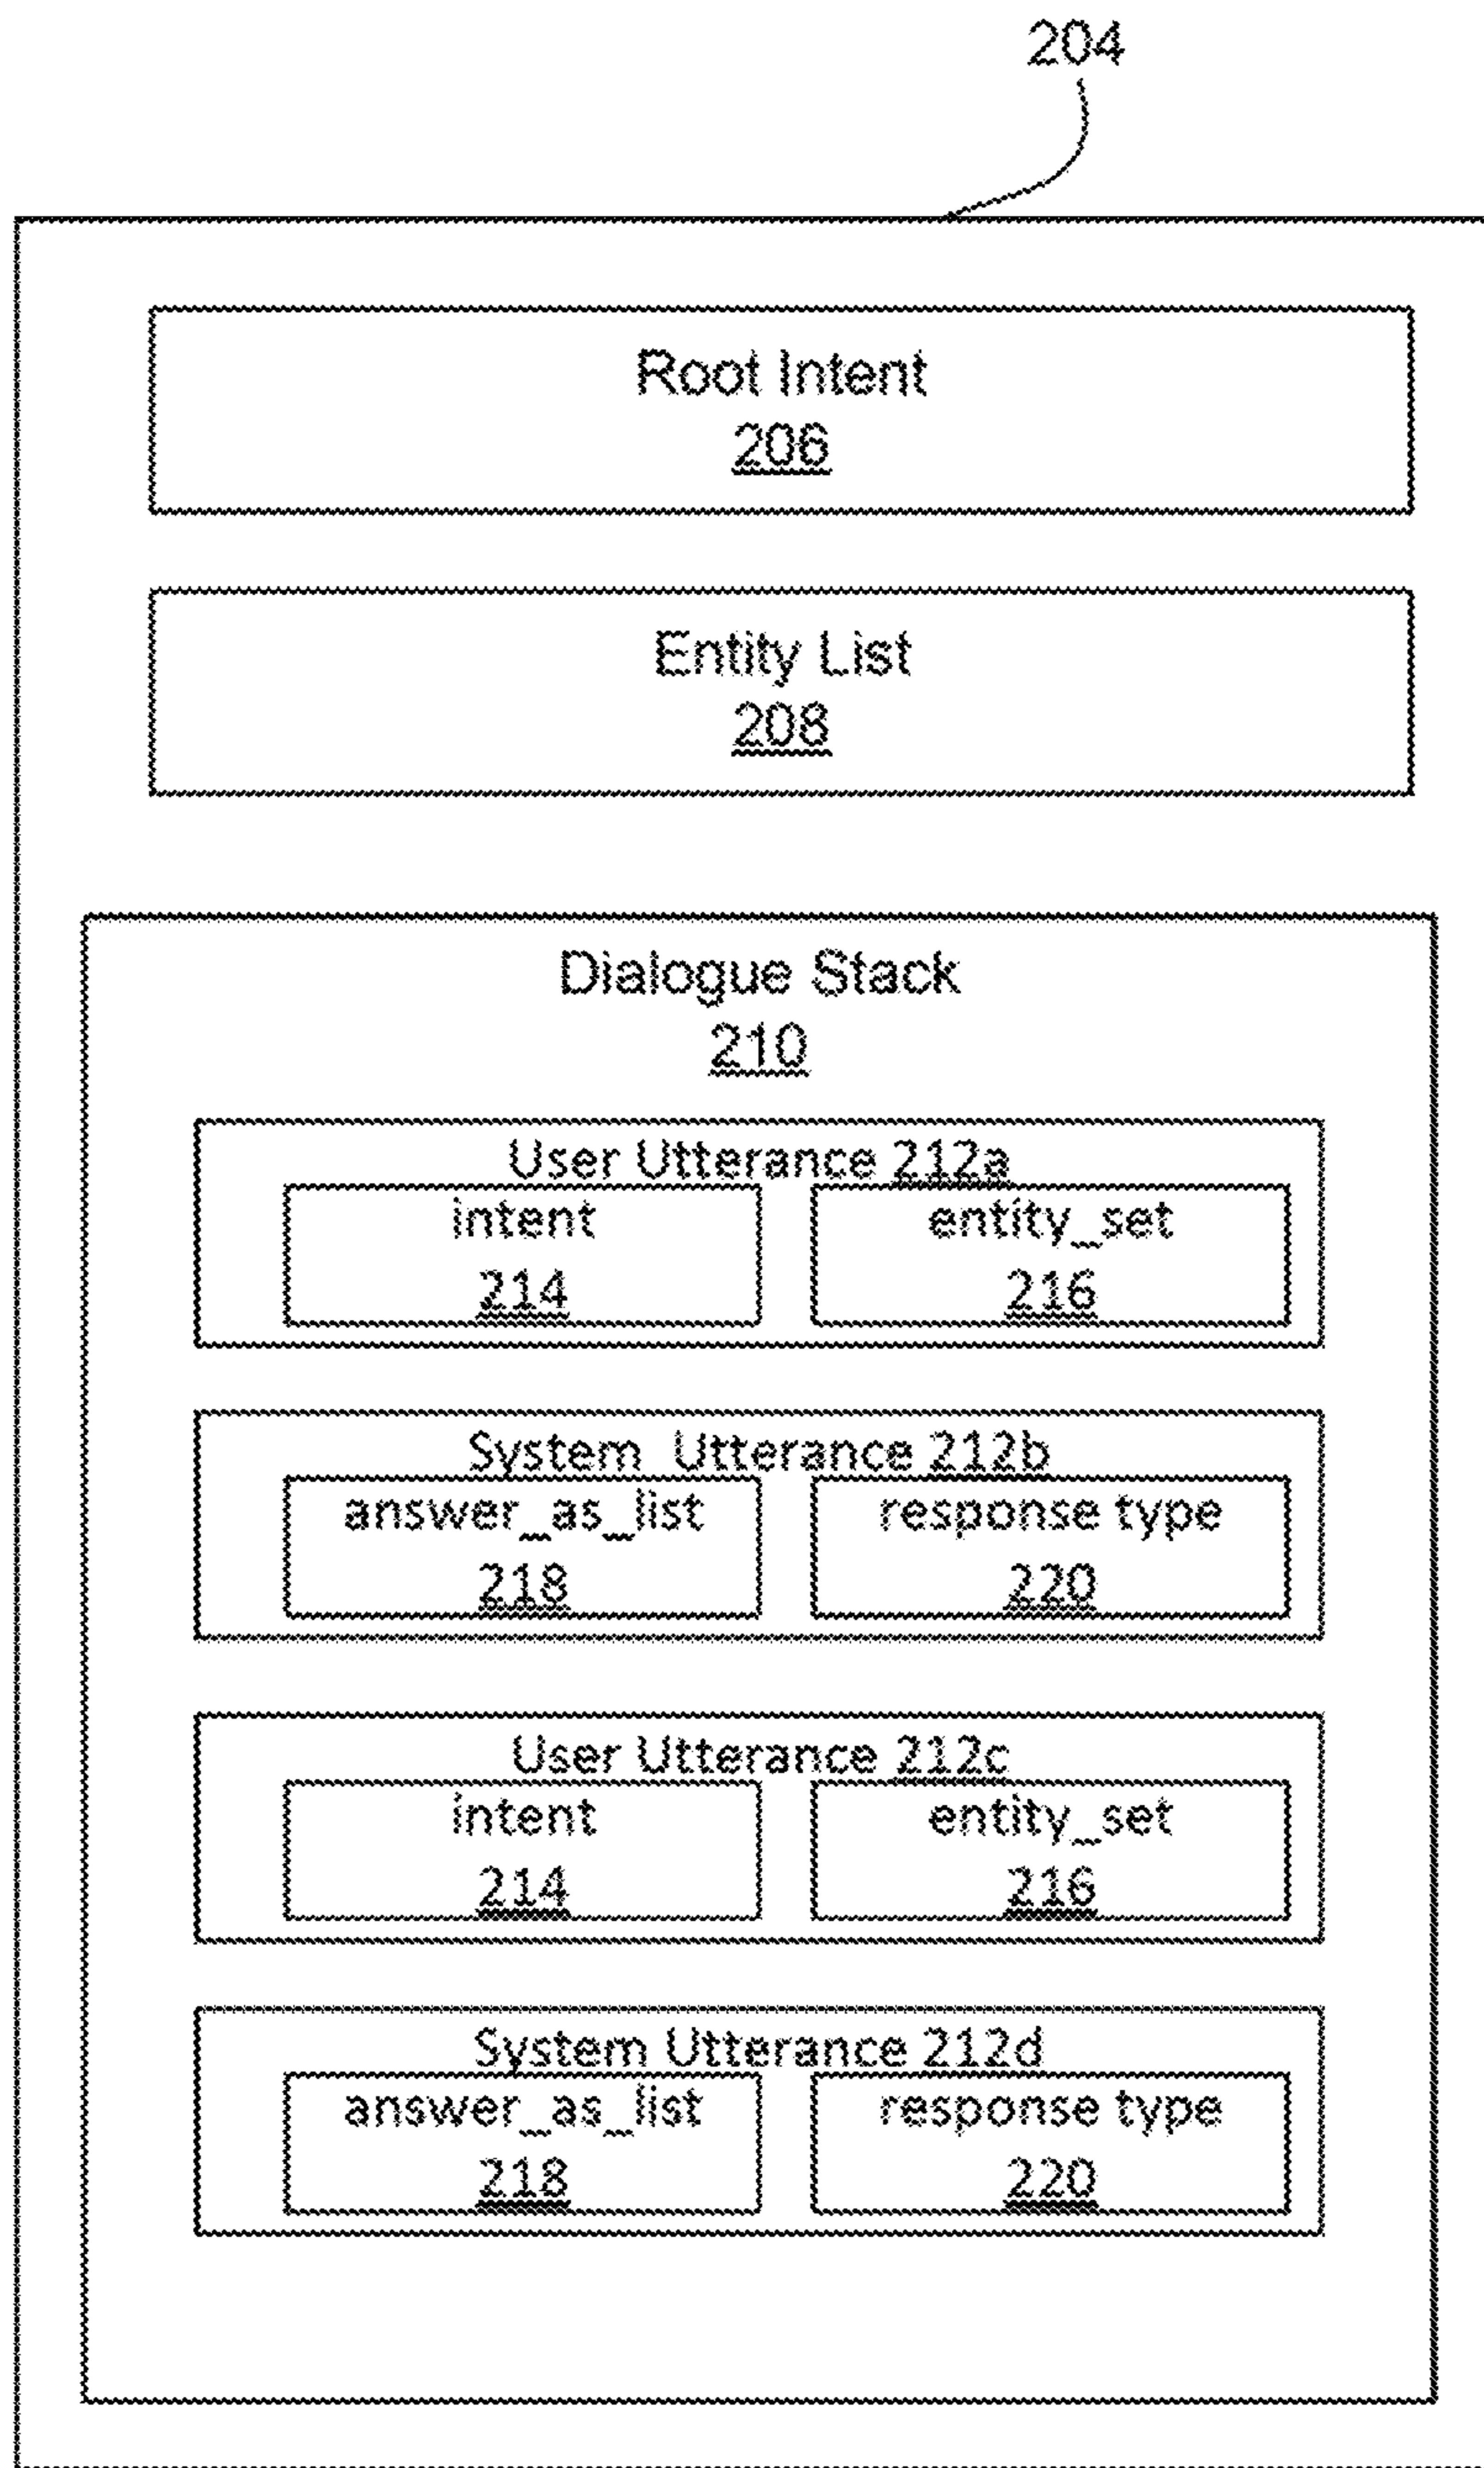 204
Root Intent
206
Entity List
208
Dialogue Stack
210
User Utterance 212a
intent
entity_set
214
216
System Utterance 212b
answer_as_list
response type
218
220
User Utterance 212c
intent
entity_set
214
216
System Utterance 212d
answer_as_list
response type
218
220